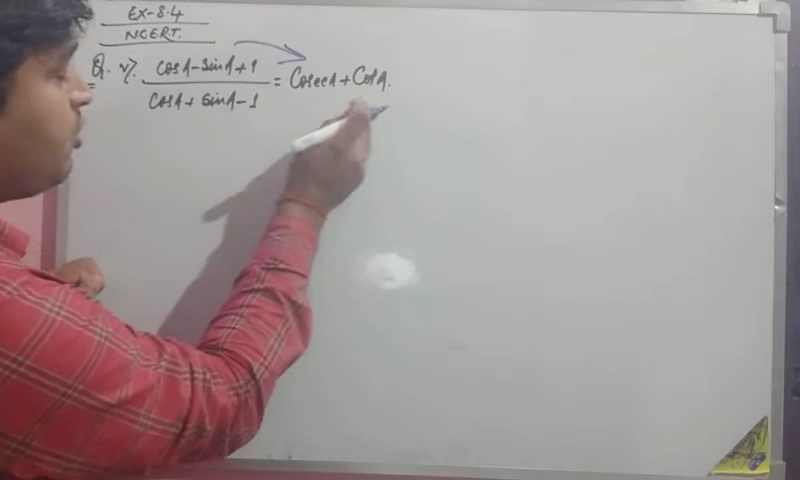 EX-8.4
NCERT.
Q. v). (CosA-SinA+1)/(CosA+SinA-1) = CosecA+CotA.